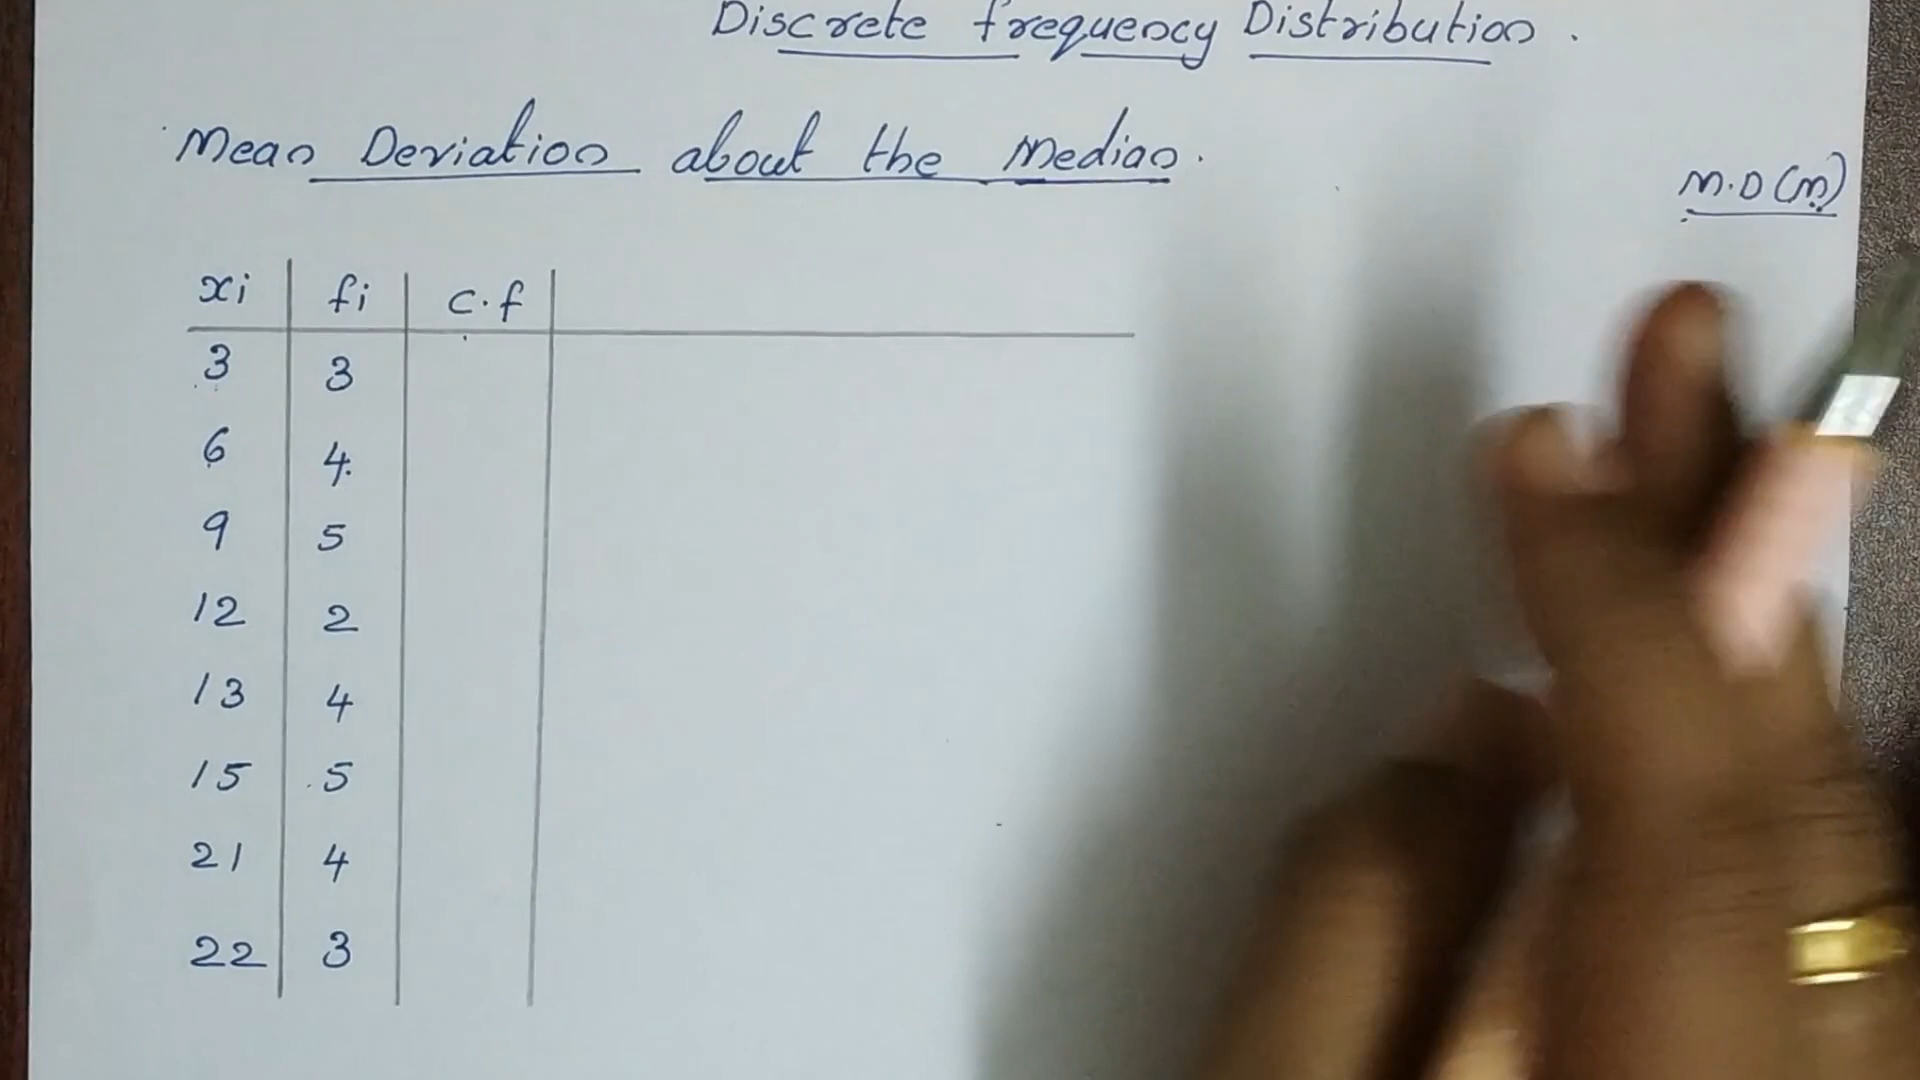 Discrete frequency Distribution.
Mean Deviation about the Median.
M.D(M)
xi fi c.f
3 3
6 4
9 5
12 2
13 4
15 5
21 4
22 3